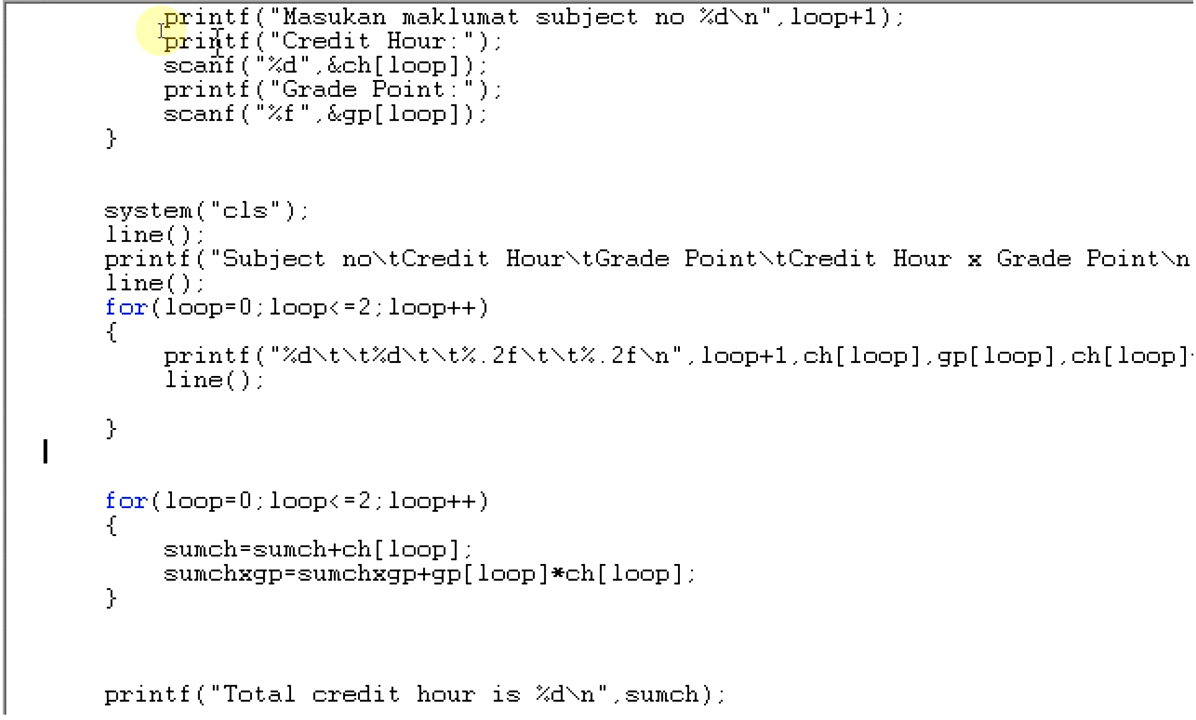 printf("Masukan maklumat subject no %d\n",loop+1);
printf("Credit Hour:");
scanf("%d",&ch[loop]);
printf("Grade Point:");
scanf("%f",&gp[loop]);
}
system("cls");
line();
printf("Subject no\tCredit Hour\tGrade Point\tCredit Hour x Grade Point\n
line();
for(loop=0;loop<=2;loop++)
{
printf("%d\t\t%d\t\t%.2f\t\t%.2f\n",loop+1,ch[loop],gp[loop],ch[loop]
line();
}
for(loop=0;loop<=2;loop++)
{
sumch=sumch+ch[loop];
sumchxgp=sumchxgp+gp[loop]*ch[loop];
}
printf("Total credit hour is %d\n",sumch);